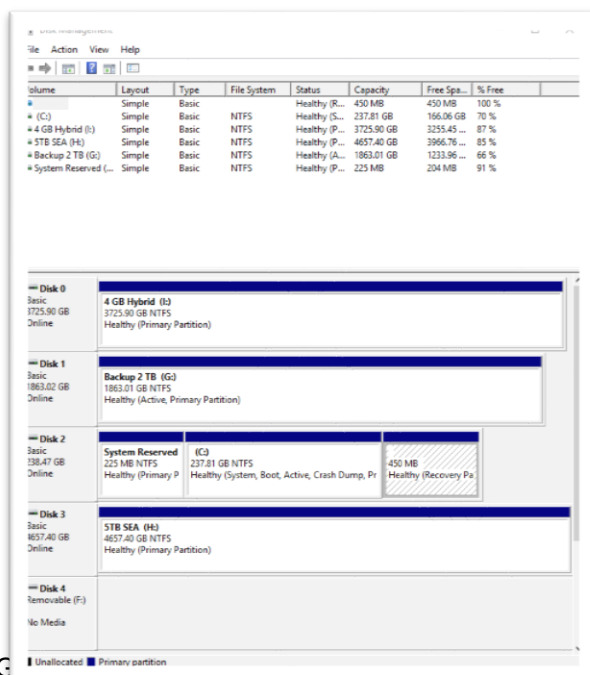 Disk Management
File Action View Help
Volume Layout Type File System Status Capacity Free Spa... % Free
Simple Basic Healthy (R... 450 MB 450 MB 100 %
(C:) Simple Basic NTFS Healthy (S... 237.81 GB 166.06 GB 70 %
4 GB Hybrid (I:) Simple Basic NTFS Healthy (P... 3725.90 GB 3255.45 ... 87 %
5TB SEA (H:) Simple Basic NTFS Healthy (P... 4657.40 GB 3966.76 ... 85 %
Backup 2 TB (G:) Simple Basic NTFS Healthy (A... 1863.01 GB 1233.96 ... 66 %
System Reserved (... Simple Basic NTFS Healthy (P... 225 MB 204 MB 91 %
Disk 0
Basic
3725.90 GB
Online
4 GB Hybrid (I:)
3725.90 GB NTFS
Healthy (Primary Partition)
Disk 1
Basic
1863.02 GB
Online
Backup 2 TB (G:)
1863.01 GB NTFS
Healthy (Active, Primary Partition)
Disk 2
Basic
238.47 GB
Online
System Reserved
225 MB NTFS
Healthy (Primary P
(C:)
237.81 GB NTFS
Healthy (System, Boot, Active, Crash Dump, Pr
450 MB
Healthy (Recovery Pa
Disk 3
Basic
4657.40 GB
Online
5TB SEA (H:)
4657.40 GB NTFS
Healthy (Primary Partition)
Disk 4
Removable (F:)
No Media
Unallocated Primary partition